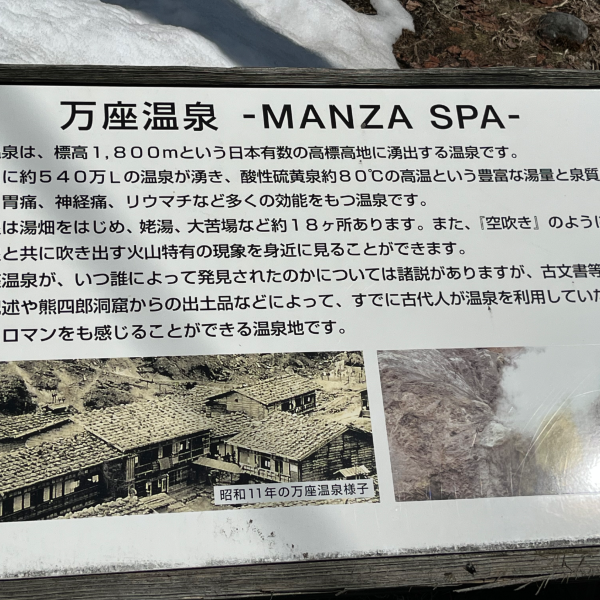 万座温泉 -MANZA SPA-
温泉は、標高1,800mという日本有数の高標高地に湧出する温泉です。
に約540万Lの温泉が湧き、酸性硫黄泉約80℃の高温という豊富な湯量と泉質
胃痛、神経痛、リウマチなど多くの効能をもつ温泉です。
は湯畑をはじめ、姥湯、大苦場など約18ヶ所あります。また、『空吹き』のように
と共に吹き出す火山特有の現象を身近に見ることができます。
温泉が、いつ誰によって発見されたのかについては諸説がありますが、古文書等
述や熊四郎洞窟からの出土品などによって、すでに古代人が温泉を利用していた
ロマンをも感じることができる温泉地です。
昭和11年の万座温泉様子